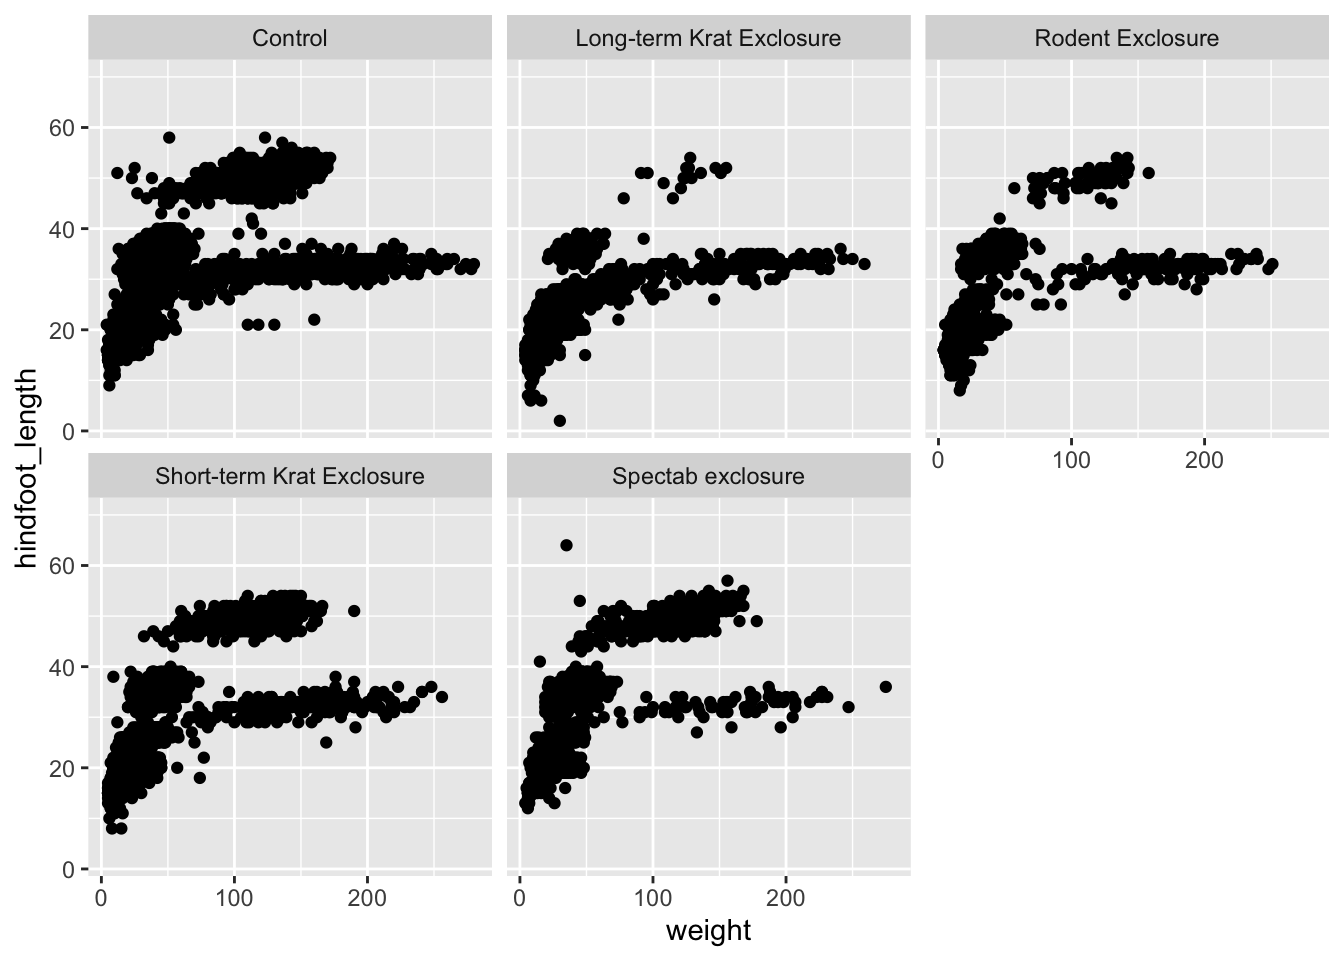 Control
Long-term Krat Exclosure
Rodent Exclosure
60
40
20
0
0 100 200
Short-term Krat Exclosure
Spectab exclosure
60
40
20
0
0 100 200
0 100 200
hindfoot_length
weight